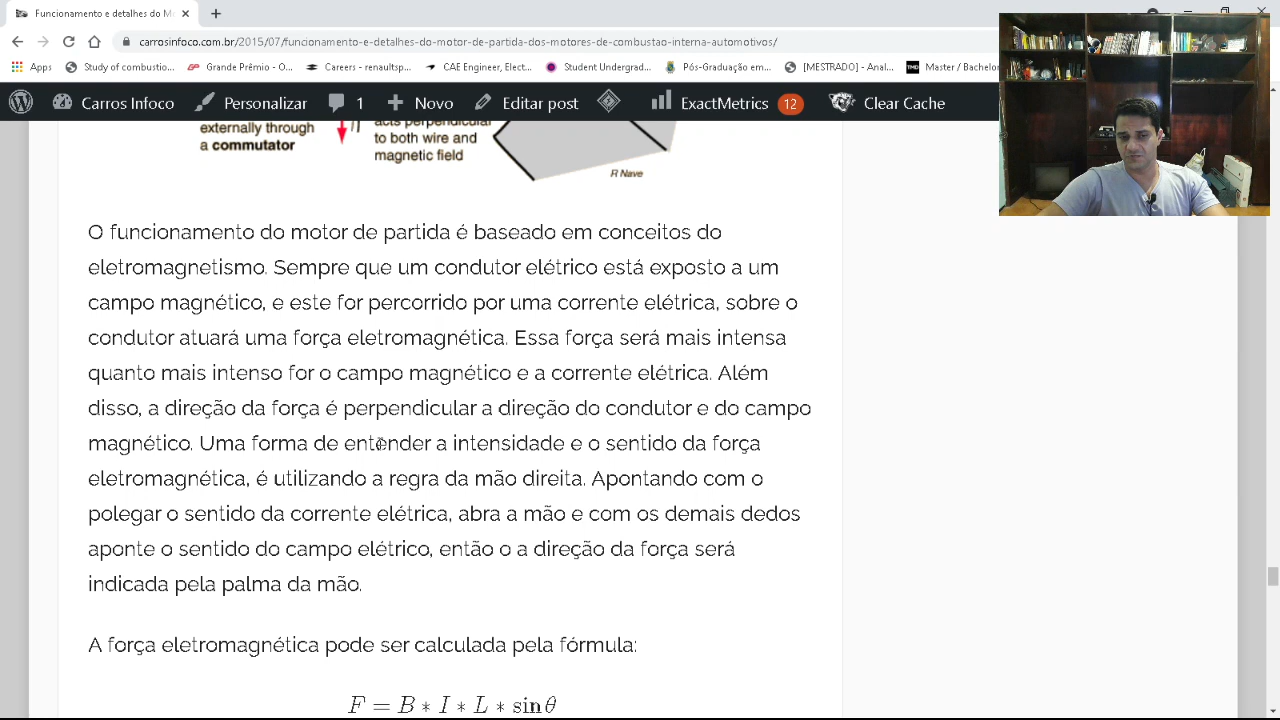 Funcionamento e detalhes do Mo
carrosinfoco.com.br/2015/07/funcionamento-e-detalhes-do-motor-de-partida-dos-motores-de-combustao-interna-automotivos/
Apps
Study of combustio...
Grande Prêmio - O...
Careers - renaultsp...
CAE Engineer, Elect...
Student Undergrad...
Pós-Graduação em...
[MESTRADO] - Anal...
Master / Bachelor
Carros Infoco
Personalizar
1
Novo
Editar post
ExactMetrics
12
Clear Cache
externally through
a commutator
acts perpendicular
to both wire and
magnetic field
R Nave
O funcionamento do motor de partida é baseado em conceitos do
eletromagnetismo. Sempre que um condutor elétrico está exposto a um
campo magnético, e este for percorrido por uma corrente elétrica, sobre o
condutor atuará uma força eletromagnética. Essa força será mais intensa
quanto mais intenso for o campo magnético e a corrente elétrica. Além
disso, a direção da força é perpendicular a direção do condutor e do campo
magnético. Uma forma de entender a intensidade e o sentido da força
eletromagnética, é utilizando a regra da mão direita. Apontando com o
polegar o sentido da corrente elétrica, abra a mão e com os demais dedos
aponte o sentido do campo elétrico, então o a direção da força será
indicada pela palma da mão.
A força eletromagnética pode ser calculada pela fórmula:
F = B ∗ I ∗ L ∗ sin θ